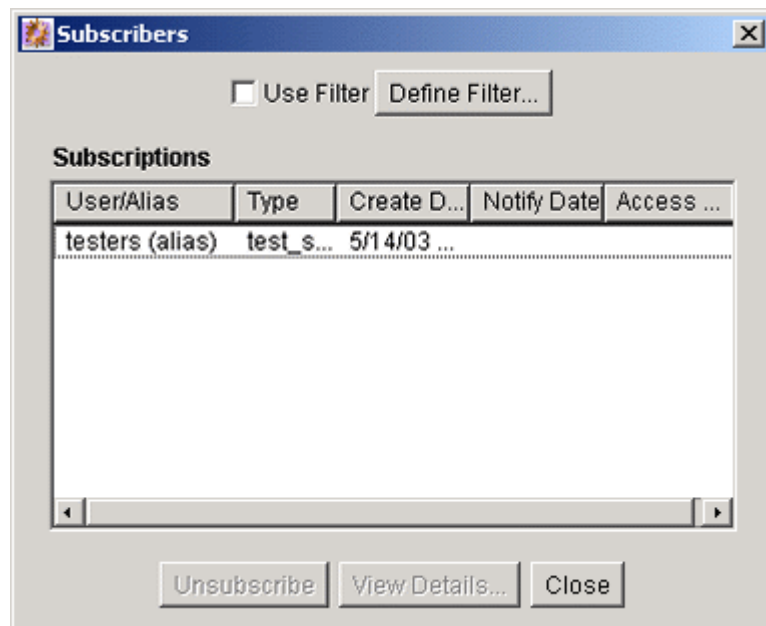 Subscribers
Use Filter Define Filter...
Subscriptions
User/Alias Type Create D... Notify Date Access ...
testers (alias) test_s... 5/14/03 ...
Unsubscribe View Details... Close